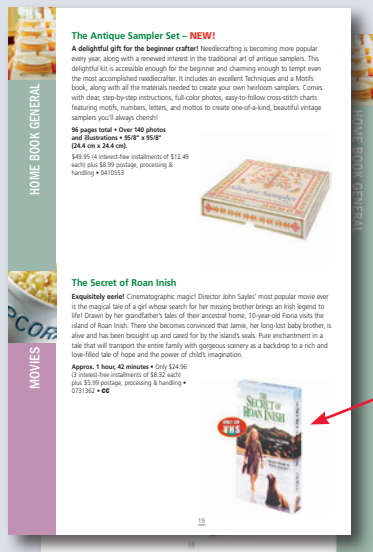 The Antique Sampler Set – NEW!
A delightful gift for the beginner crafter! Needlecrafting is becoming more popular
every year, along with a renewed interest in the traditional art of antique samplers. This
delightful kit is accessible enough for the beginner and charming enough to tempt even
the most accomplished needlecrafter. It includes an excellent Techniques and a Motifs
book, along with all the materials needed to create your own heirloom samplers. Comes
with clear, step-by-step instructions, full-color photos, easy-to-follow cross-stitch charts
featuring motifs, numbers, letters, and mottos to create one-of-a-kind, beautiful vintage
samplers you'll always cherish!
96 pages total • Over 140 photos
and illustrations • 95/8" x 95/8"
(24.4 cm x 24.4 cm).
$49.95 (4 interest-free installments of $12.49
each) plus $8.99 postage, processing &
handling • 0410553
HOME BOOK GENERAL
Antique Sampler
HOME BOOK GENERAL
The Secret of Roan Inish
Exquisitely eerie! Cinematographic magic! Director John Sayles' most popular movie ever
is the magical tale of a girl whose search for her missing brother brings an Irish legend to
life! Drawn by her grandfather's tales of their ancestral home, 10-year-old Fiona visits the
island of Roan Inish. There she becomes convinced that Jamie, her long-lost baby brother, is
alive and has been brought up and cared for by the island's seals. Pure enchantment in a
tale that will transport the entire family with gorgeous scenery as a backdrop to a rich and
love-filled tale of hope and the power of child's imagination.
Approx. 1 hour, 42 minutes • Only $24.96
(3 interest-free installments of $8.32 each)
plus $5.99 postage, processing & handling •
0731362 • CC
PCORN
MOVIES
THE
SECRET OF
ROAN INISH
ONLY ON
VHS
19
18